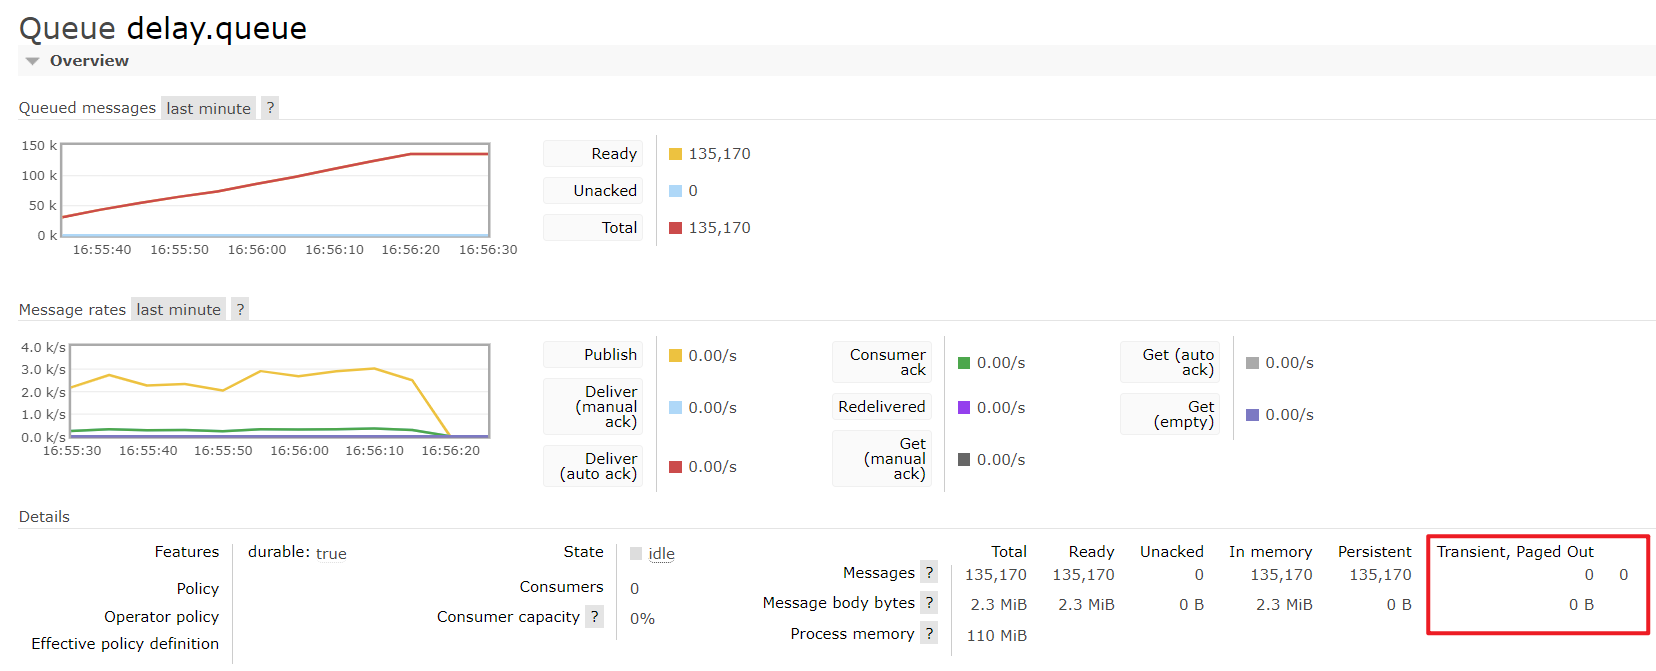 Queue delay.queue
Overview
Queued messages last minute ?
150 k
100 k
50 k
0 k
16:55:40 16:55:50 16:56:00 16:56:10 16:56:20 16:56:30
Ready 135,170
Unacked 0
Total 135,170
Message rates last minute ?
4.0 k/s
3.0 k/s
2.0 k/s
1.0 k/s
0.0 k/s
16:55:30 16:55:40 16:55:50 16:56:00 16:56:10 16:56:20
Publish 0.00/s
Deliver
(manual 0.00/s
ack)
Deliver
(auto ack) 0.00/s
Consumer
ack 0.00/s
Redelivered 0.00/s
Get
(manual 0.00/s
ack)
Get (auto
ack) 0.00/s
Get
(empty) 0.00/s
Details
Features durable: true
Policy
Operator policy
Effective policy definition
State idle
Consumers 0
Consumer capacity ? 0%
Total Ready Unacked In memory Persistent Transient, Paged Out
Messages ? 135,170 135,170 0 135,170 135,170 0 0
Message body bytes ? 2.3 MiB 2.3 MiB 0 B 2.3 MiB 0 B 0 B
Process memory ? 110 MiB